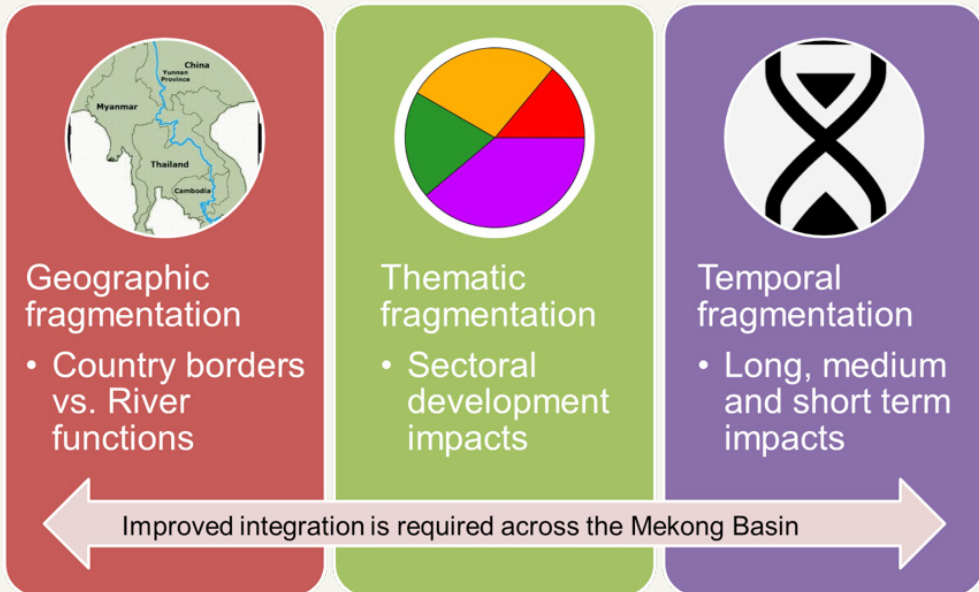 China
Yunnan
Province
Myanmar
Thailand
Cambodia
Geographic
fragmentation
• Country borders
vs. River
functions
Thematic
fragmentation
• Sectoral
development
impacts
Temporal
fragmentation
• Long, medium
and short term
impacts
Improved integration is required across the Mekong Basin